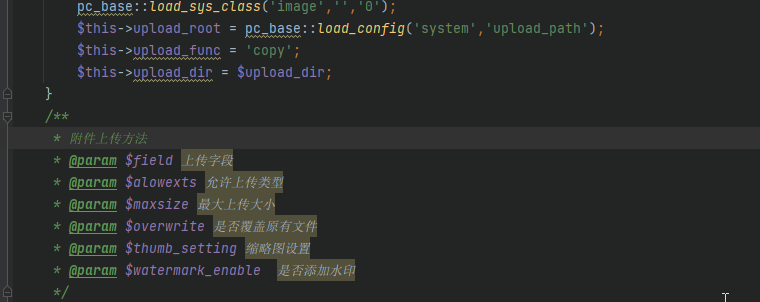 pc_base::load_sys_class('image','','0');
$this->upload_root = pc_base::load_config('system','upload_path');
$this->upload_func = 'copy';
$this->upload_dir = $upload_dir;
}
/**
* 附件上传方法
* @param $field 上传字段
* @param $alowexts 允许上传类型
* @param $maxsize 最大上传大小
* @param $overwrite 是否覆盖原有文件
* @param $thumb_setting 缩略图设置
* @param $watermark_enable  是否添加水印
*/